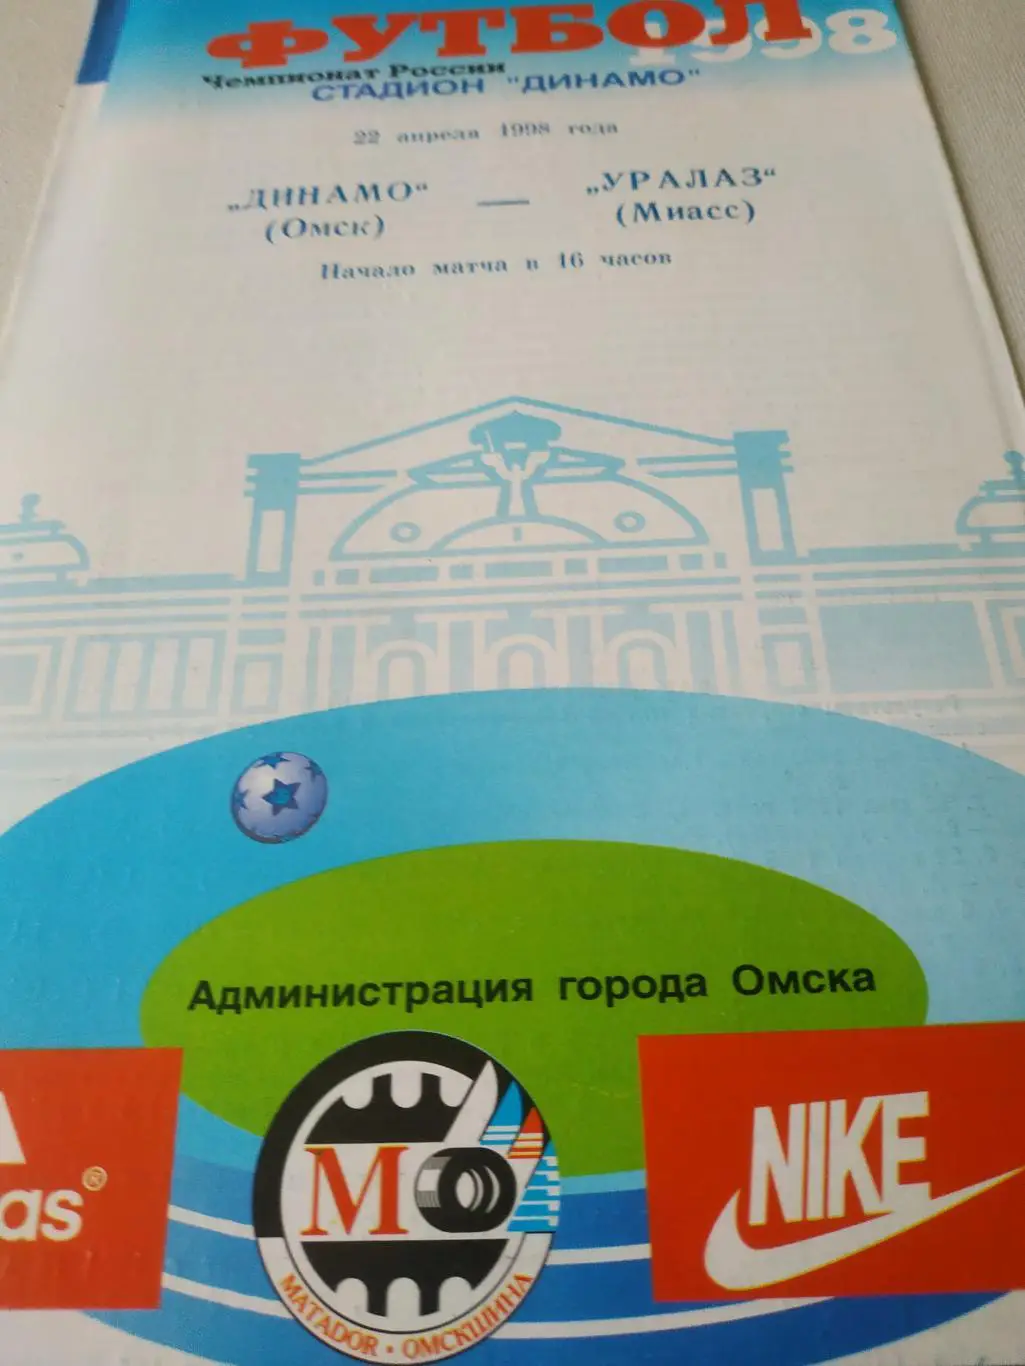 ФУТБОЛ
1998
Чемпионат России
СТАДИОН "ДИНАМО"
22 апреля 1998 года
„ДИНАМО“ — „УРАЛАЗ“
(Омск) (Миасс)
Начало матча в 16 часов
Администрация города Омска
as®
NIKE
МО
MATADOR · ОМСКШИНА